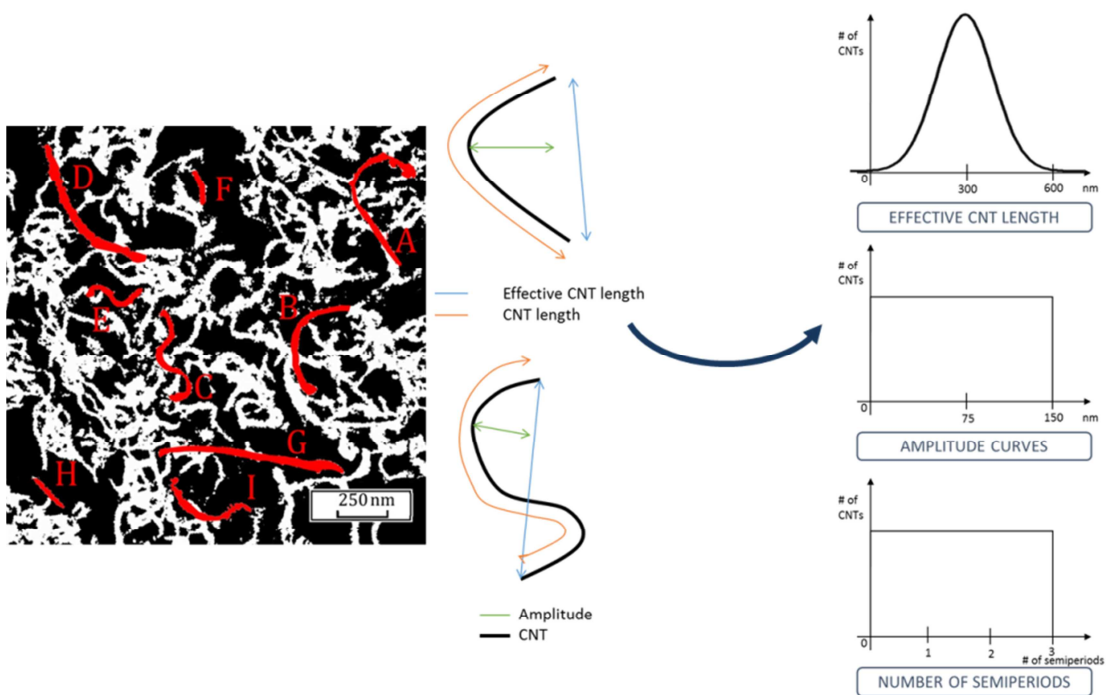 D
F
A
E
B
C
G
H
I
250 nm
Effective CNT length
CNT length
Amplitude
CNT
# of
CNTs
0
300
600
nm
EFFECTIVE CNT LENGTH
# of
CNTs
0
75
150
nm
AMPLITUDE CURVES
# of
CNTs
0
1
2
3
# of semiperiods
NUMBER OF SEMIPERIODS